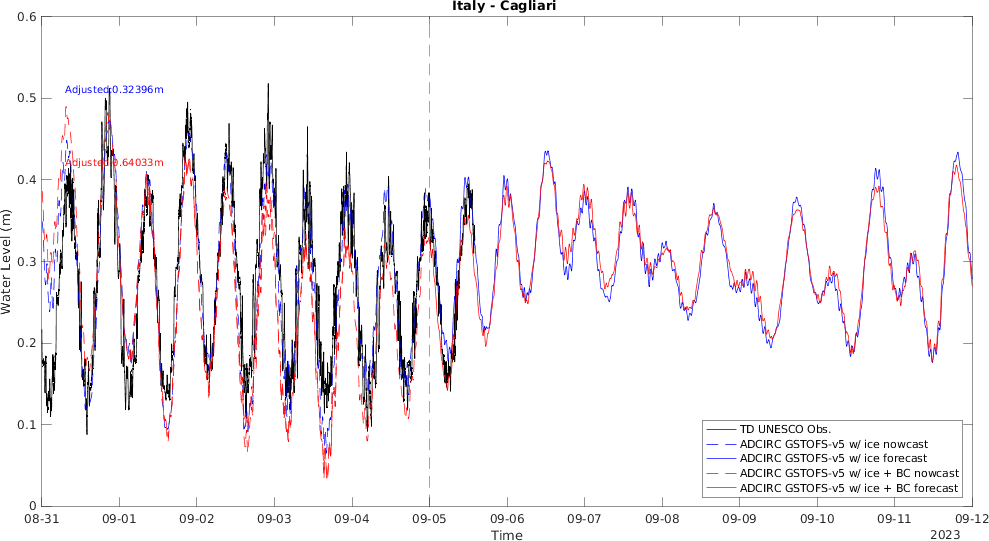 Italy - Cagliari
0.6
0.5
0.4
0.3
0.2
0.1
0
Water Level (m)
Adjusted 0.32396m
Adjusted 0.64033m
TD UNESCO Obs.
ADCIRC GSTOFS-v5 w/ ice nowcast
ADCIRC GSTOFS-v5 w/ ice forecast
ADCIRC GSTOFS-v5 w/ ice + BC nowcast
ADCIRC GSTOFS-v5 w/ ice + BC forecast
08-31 09-01 09-02 09-03 09-04 09-05 09-06 09-07 09-08 09-09 09-10 09-11 09-12
Time
2023